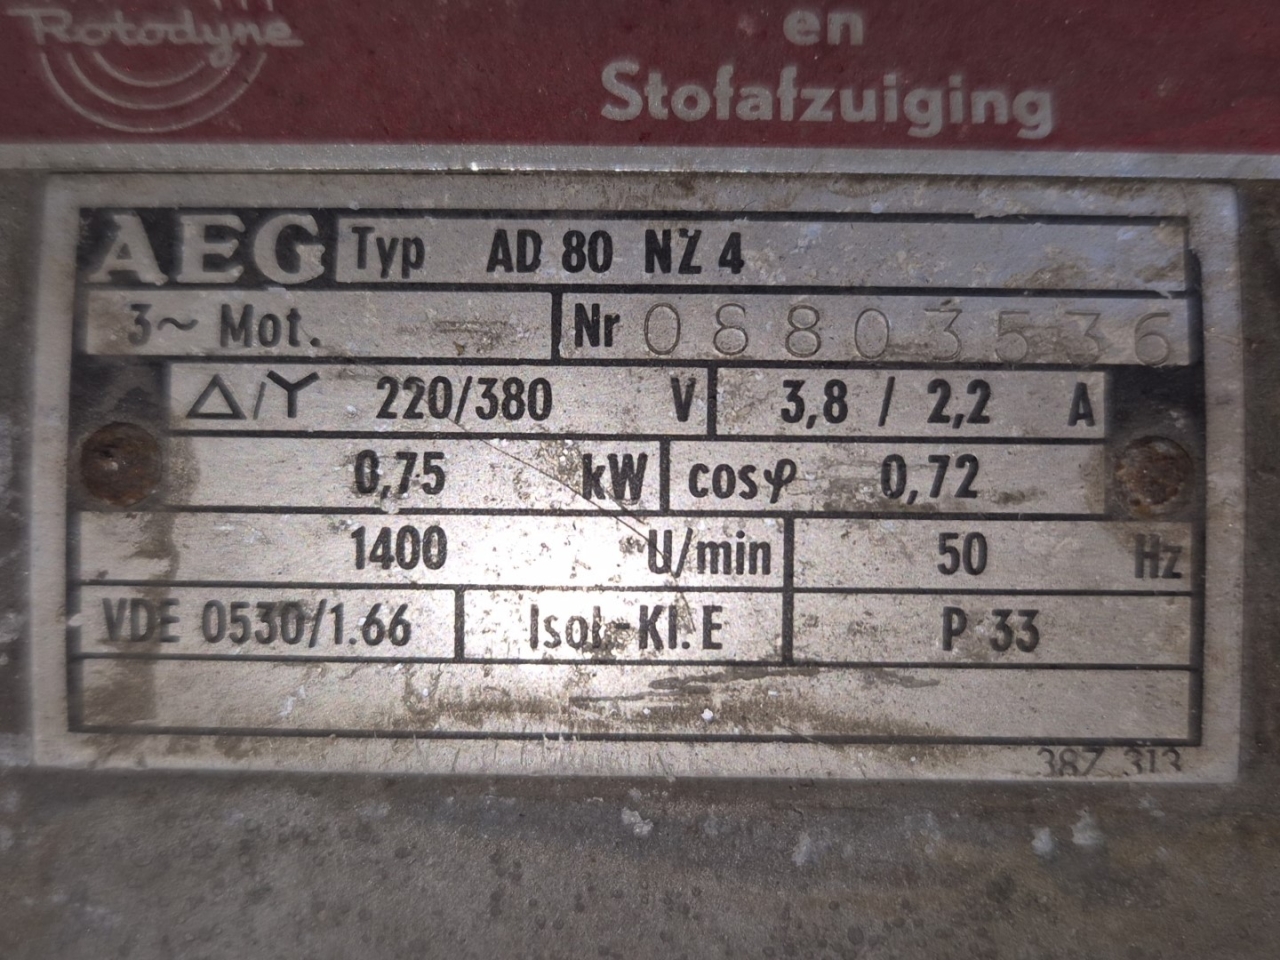 Rotodyne
en
Stofafzuiging
AEG Typ AD 80 NZ 4
3~ Mot. Nr 08803536
△/Y 220/380 V 3,8 / 2,2 A
0,75 kW cosφ 0,72
1400 U/min 50 Hz
VDE 0530/1.66 Isol.-Kl. E P 33
387 313